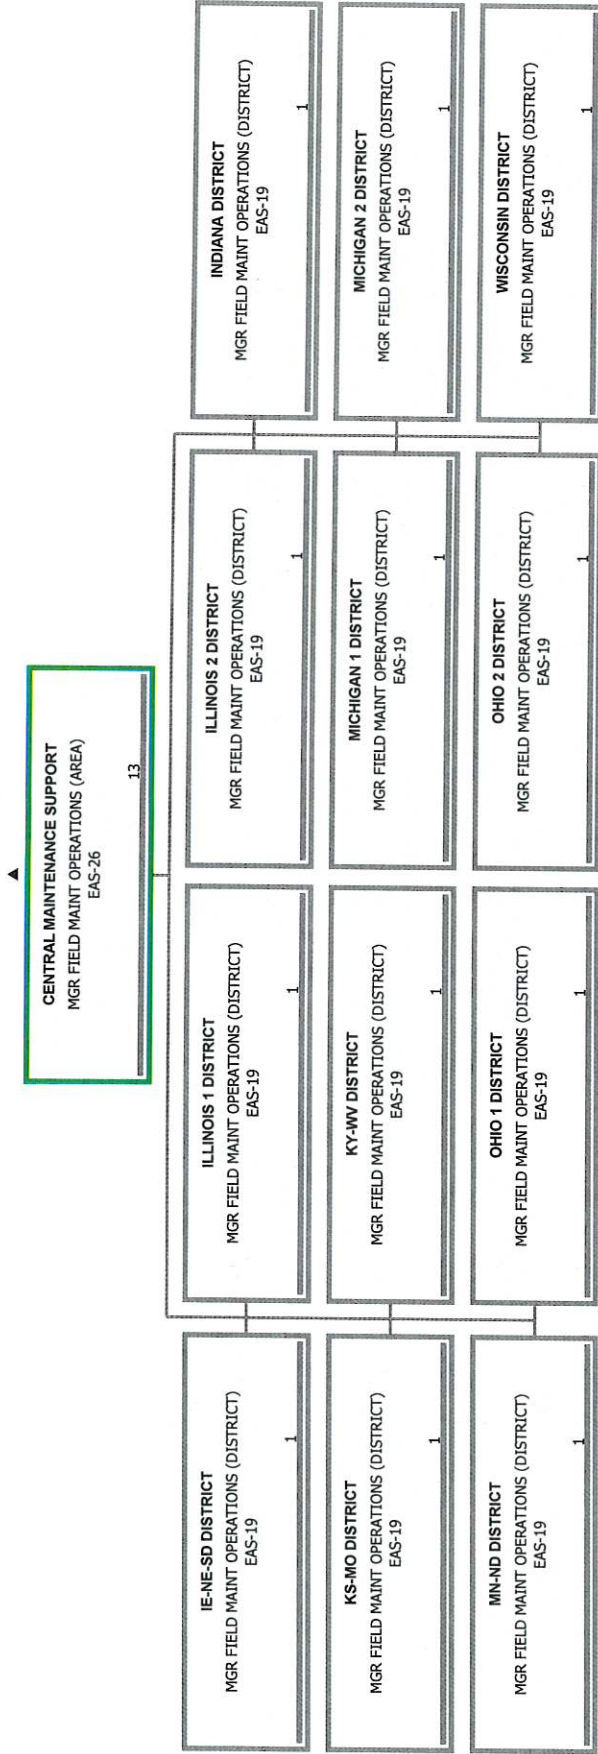 CENTRAL MAINTENANCE SUPPORT
MGR FIELD MAINT OPERATIONS (AREA)
EAS-26
13
IE-NE-SD DISTRICT
MGR FIELD MAINT OPERATIONS (DISTRICT)
EAS-19
1
ILLINOIS 1 DISTRICT
MGR FIELD MAINT OPERATIONS (DISTRICT)
EAS-19
1
ILLINOIS 2 DISTRICT
MGR FIELD MAINT OPERATIONS (DISTRICT)
EAS-19
1
INDIANA DISTRICT
MGR FIELD MAINT OPERATIONS (DISTRICT)
EAS-19
1
KS-MO DISTRICT
MGR FIELD MAINT OPERATIONS (DISTRICT)
EAS-19
1
KY-WV DISTRICT
MGR FIELD MAINT OPERATIONS (DISTRICT)
EAS-19
1
MICHIGAN 1 DISTRICT
MGR FIELD MAINT OPERATIONS (DISTRICT)
EAS-19
1
MICHIGAN 2 DISTRICT
MGR FIELD MAINT OPERATIONS (DISTRICT)
EAS-19
1
MN-ND DISTRICT
MGR FIELD MAINT OPERATIONS (DISTRICT)
EAS-19
1
OHIO 1 DISTRICT
MGR FIELD MAINT OPERATIONS (DISTRICT)
EAS-19
1
OHIO 2 DISTRICT
MGR FIELD MAINT OPERATIONS (DISTRICT)
EAS-19
1
WISCONSIN DISTRICT
MGR FIELD MAINT OPERATIONS (DISTRICT)
EAS-19
1